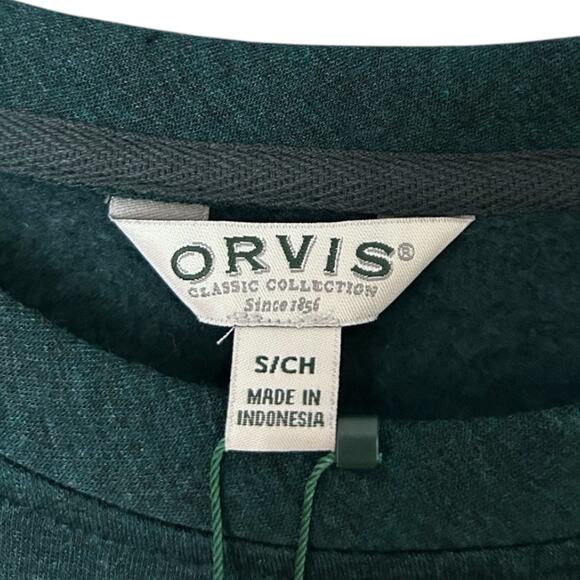 ORVIS®
CLASSIC COLLECTION
Since 1856
S/CH
MADE IN
INDONESIA